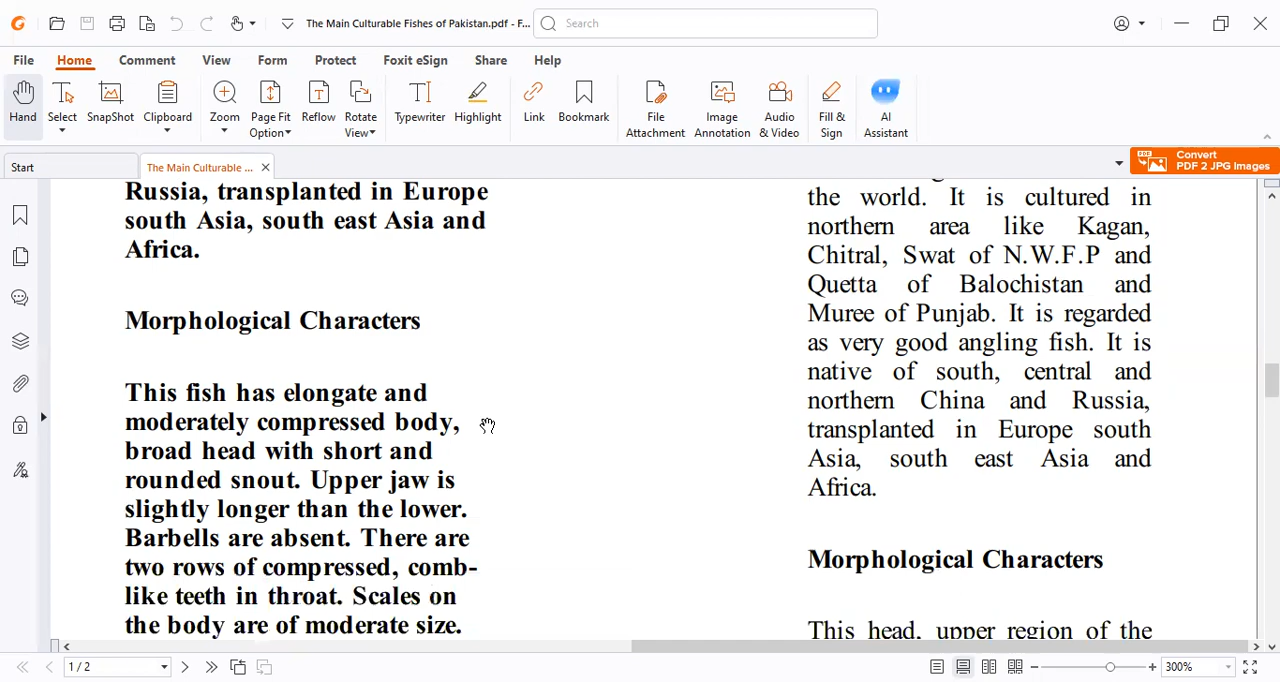 The Main Culturable Fishes of Pakistan.pdf - F...
Search
File
Home
Comment
View
Form
Protect
Foxit eSign
Share
Help
Hand
Select
SnapShot
Clipboard
Zoom
Page Fit
Option
Reflow
Rotate
View
Typewriter
Highlight
Link
Bookmark
File
Attachment
Image
Annotation
Audio
& Video
Fill &
Sign
AI
Assistant
Start
The Main Culturable ...
Convert
PDF 2 JPG Images
Russia, transplanted in Europe
south Asia, south east Asia and
Africa.
Morphological Characters
This fish has elongate and
moderately compressed body,
broad head with short and
rounded snout. Upper jaw is
slightly longer than the lower.
Barbells are absent. There are
two rows of compressed, comb-
like teeth in throat. Scales on
the body are of moderate size.
the world. It is cultured in
northern area like Kagan,
Chitral, Swat of N.W.F.P and
Quetta of Balochistan and
Muree of Punjab. It is regarded
as very good angling fish. It is
native of south, central and
northern China and Russia,
transplanted in Europe south
Asia, south east Asia and
Africa.
Morphological Characters
This head, upper region of the
1 / 2
300%